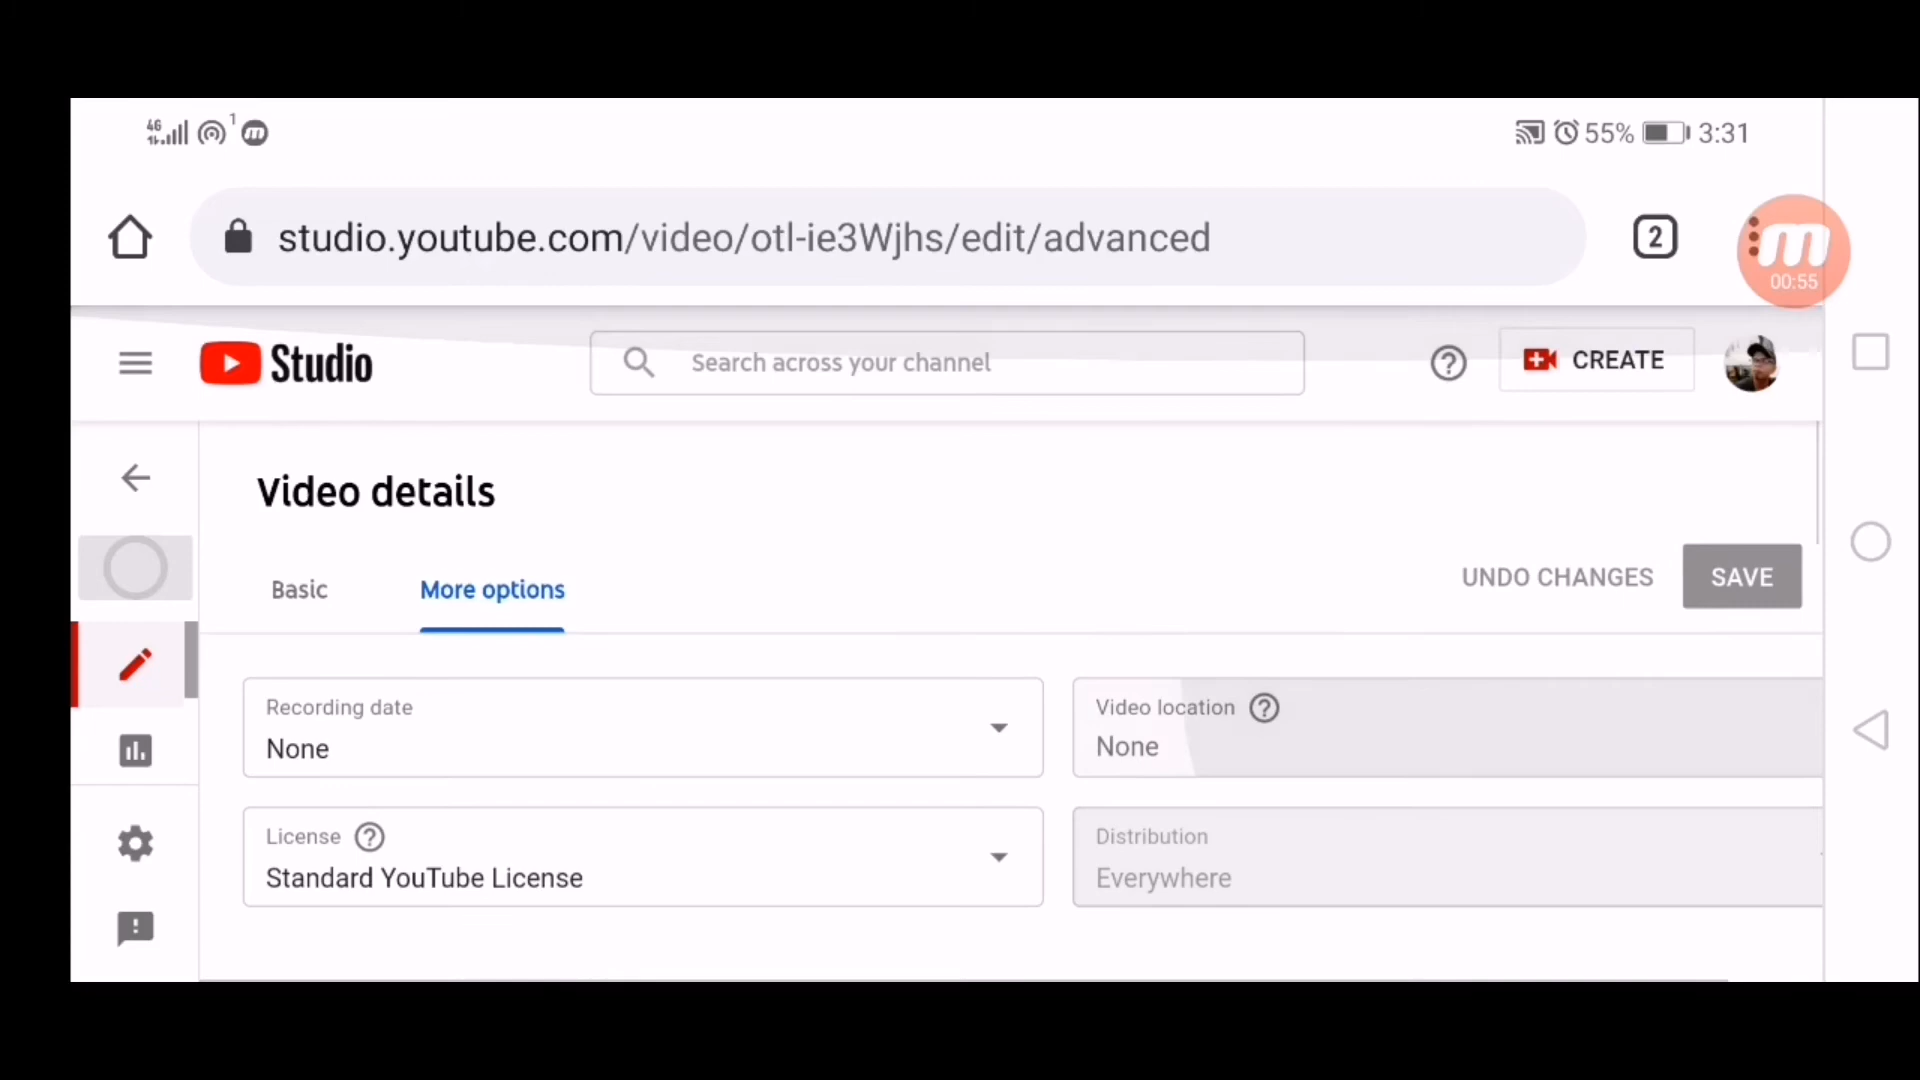 4G 1 m 55% 3:31
studio.youtube.com/video/otl-ie3Wjhs/edit/advanced 2 m
00:55
Studio Search across your channel ? CREATE
Video details
Basic More options UNDO CHANGES SAVE
Recording date
None
Video location ?
None
License ?
Standard YouTube License
Distribution
Everywhere